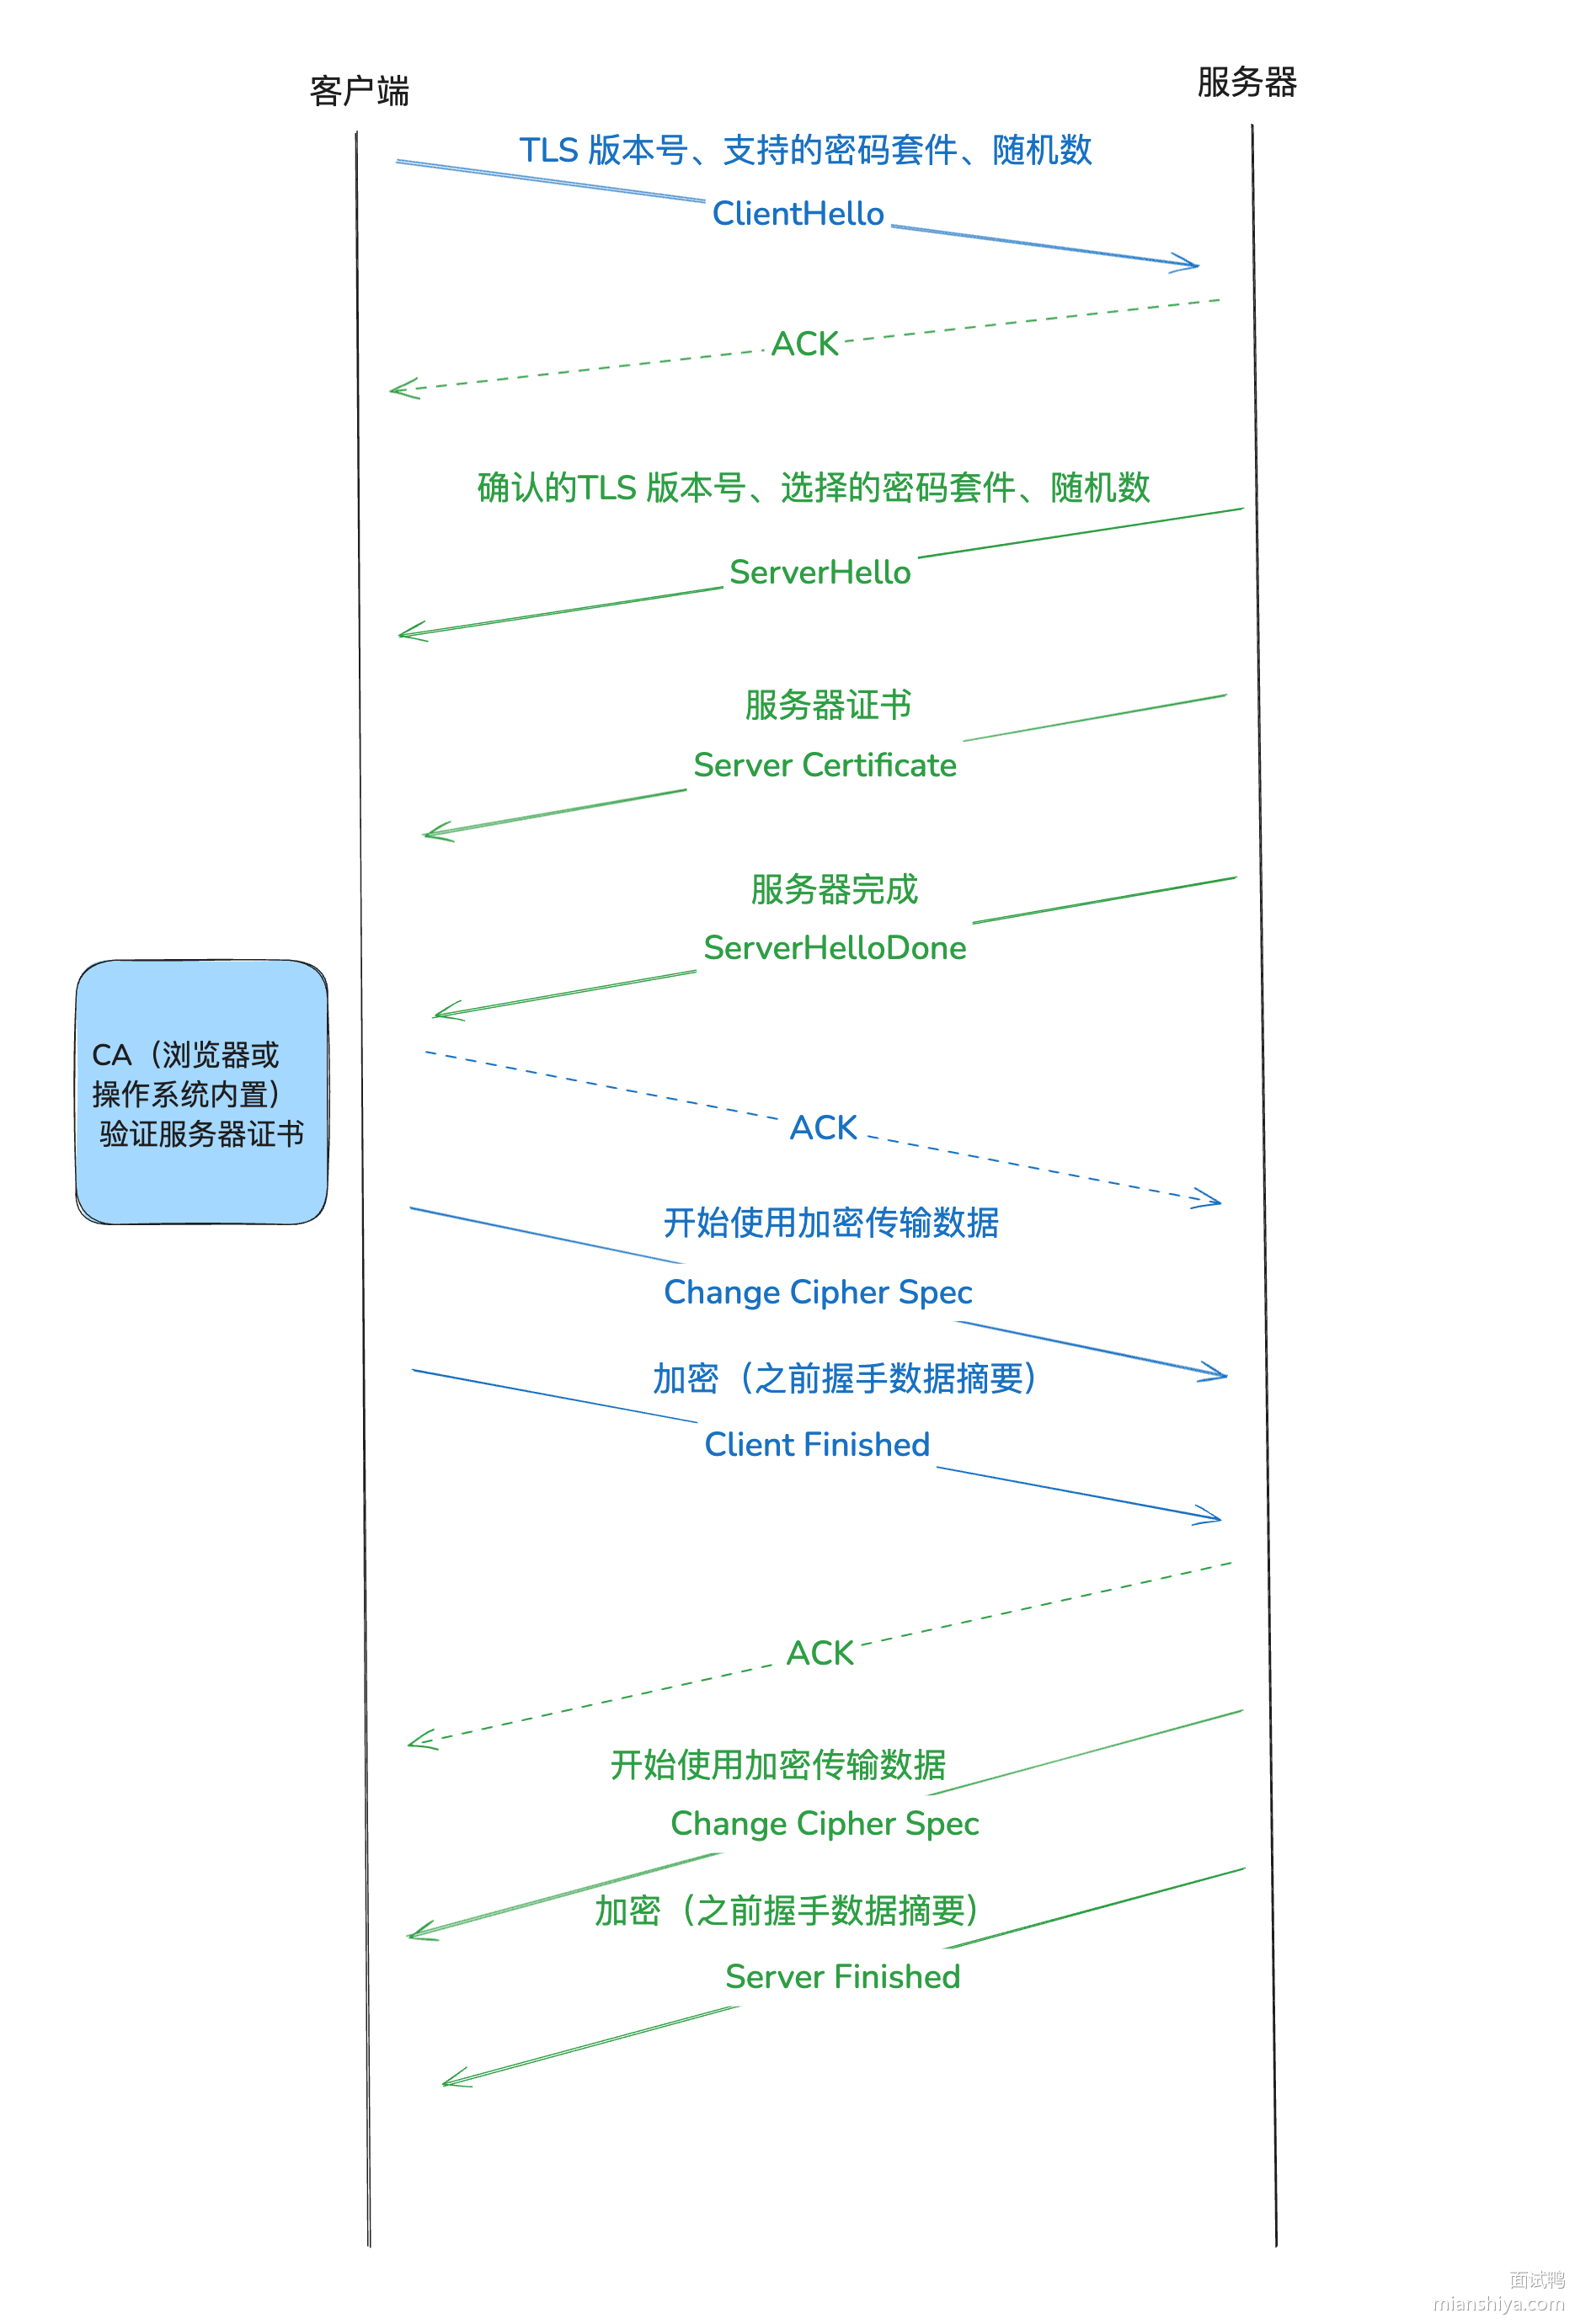 客户端
服务器
TLS 版本号、支持的密码套件、随机数
ClientHello
ACK
确认的TLS 版本号、选择的密码套件、随机数
ServerHello
服务器证书
Server Certificate
服务器完成
ServerHelloDone
CA（浏览器或
操作系统内置）
验证服务器证书
ACK
开始使用加密传输数据
Change Cipher Spec
加密（之前握手数据摘要）
Client Finished
ACK
开始使用加密传输数据
Change Cipher Spec
加密（之前握手数据摘要）
Server Finished
面试鸭
mianshiya.com